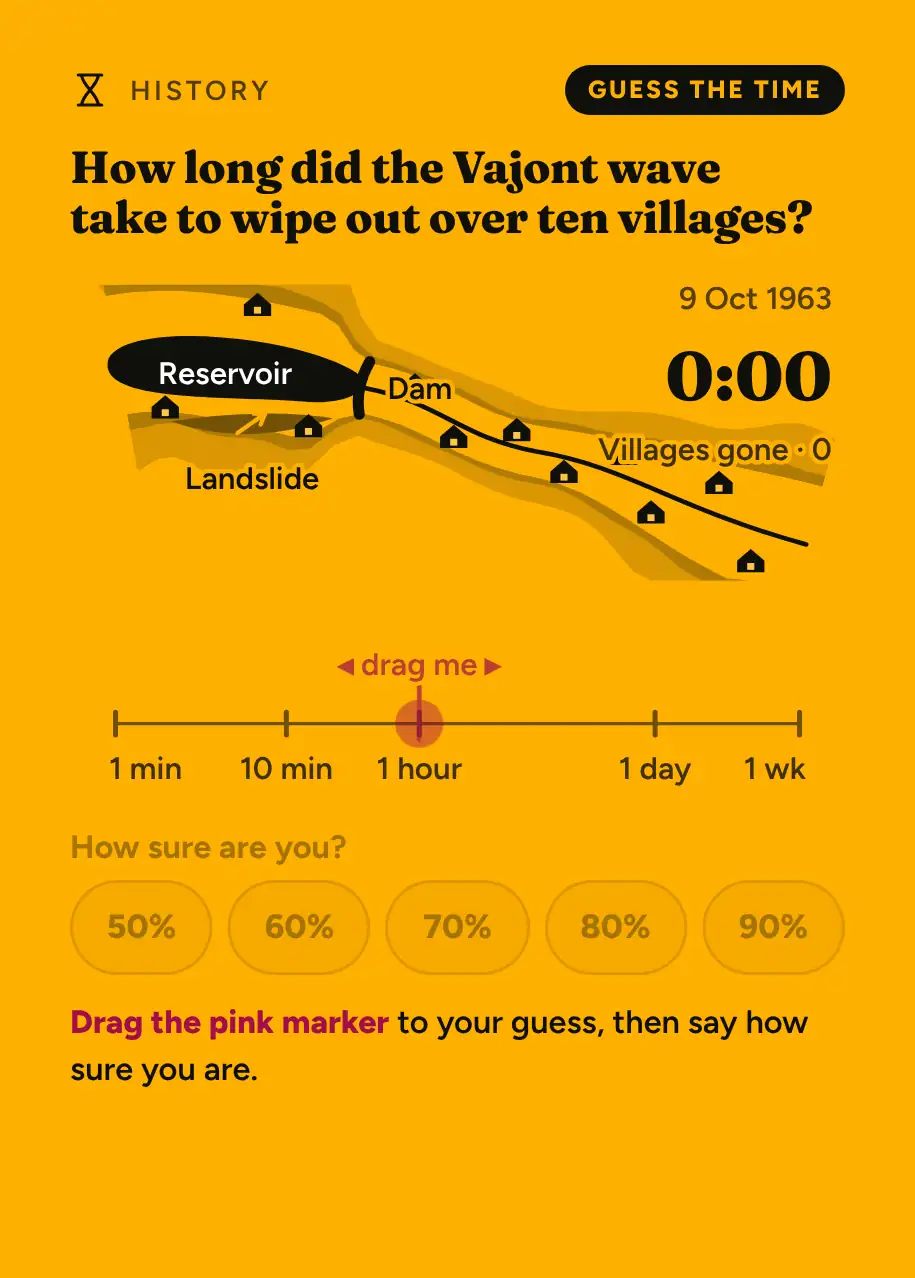 HISTORY
GUESS THE TIME
How long did the Vajont wave
take to wipe out over ten villages?
9 Oct 1963
0:00
Reservoir
Dam
Villages gone · 0
Landslide
◀ drag me ▶
1 min 10 min 1 hour 1 day 1 wk
How sure are you?
50% 60% 70% 80% 90%
Drag the pink marker to your guess, then say how
sure you are.